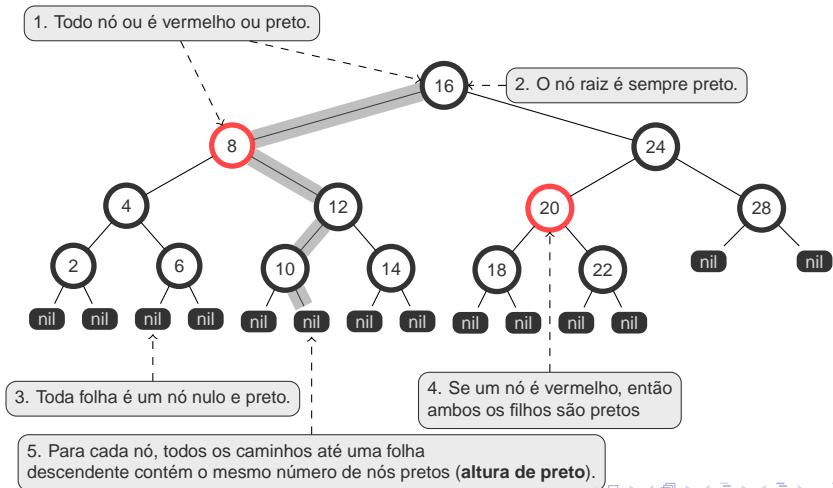 1. Todo nó ou é vermelho ou preto.
16
2. O nó raiz é sempre preto.
8
24
4
12
20
28
2
6
10
14
18
22
nil
nil
nil
nil
nil
nil
nil
nil
nil
nil
nil
nil
nil
nil
3. Toda folha é um nó nulo e preto.
4. Se um nó é vermelho, então
ambos os filhos são pretos
5. Para cada nó, todos os caminhos até uma folha
descendente contém o mesmo número de nós pretos (altura de preto).